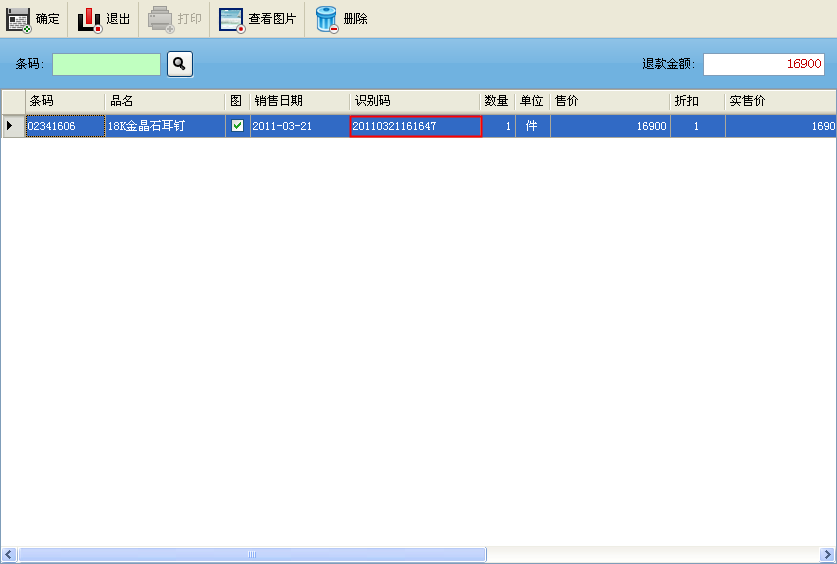 确定 退出 打印 查看图片 删除
条码: 退款金额: 16900
条码 品名 图 销售日期 识别码 数量 单位 售价 折扣 实售价
02341606 18K金晶石耳钉 2011-03-21 20110321161647 1 件 16900 1 1690